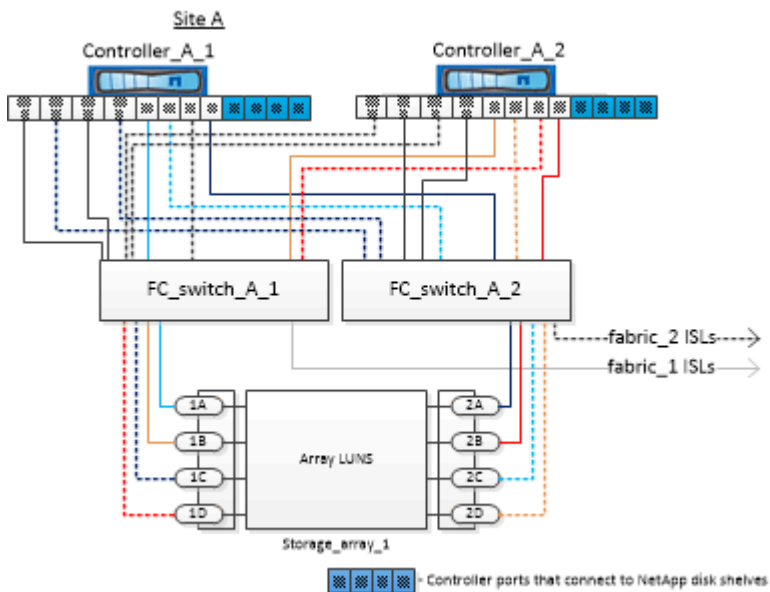 Site A
Controller_A_1
Controller_A_2
FC_switch_A_1
FC_switch_A_2
fabric_2 ISLs
fabric_1 ISLs
1A
2A
1B
2B
Array LUNS
1C
2C
1D
2D
Storage_array_1
- Controller ports that connect to NetApp disk shelves